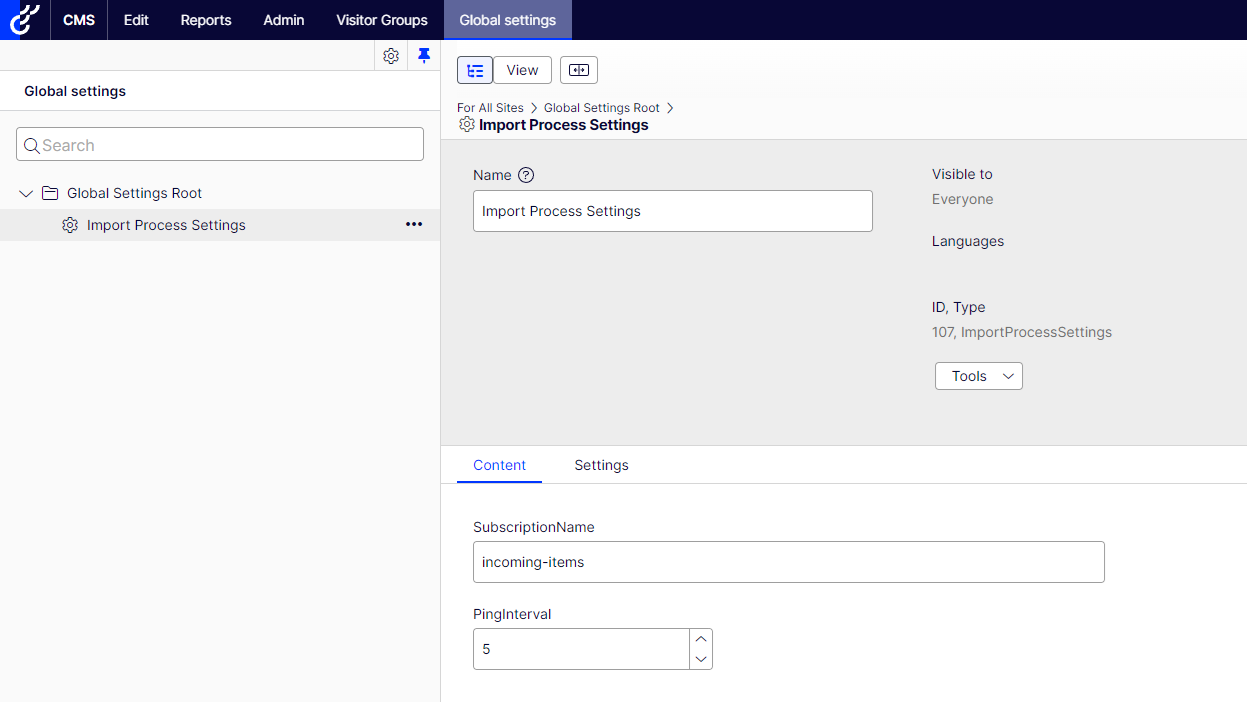 CMS Edit Reports Admin Visitor Groups Global settings
Global settings
Search
Global Settings Root
Import Process Settings
View
For All Sites Global Settings Root
Import Process Settings
Name ?
Import Process Settings
Visible to
Everyone
Languages
ID, Type
107, ImportProcessSettings
Tools
Content Settings
SubscriptionName
incoming-items
PingInterval
5